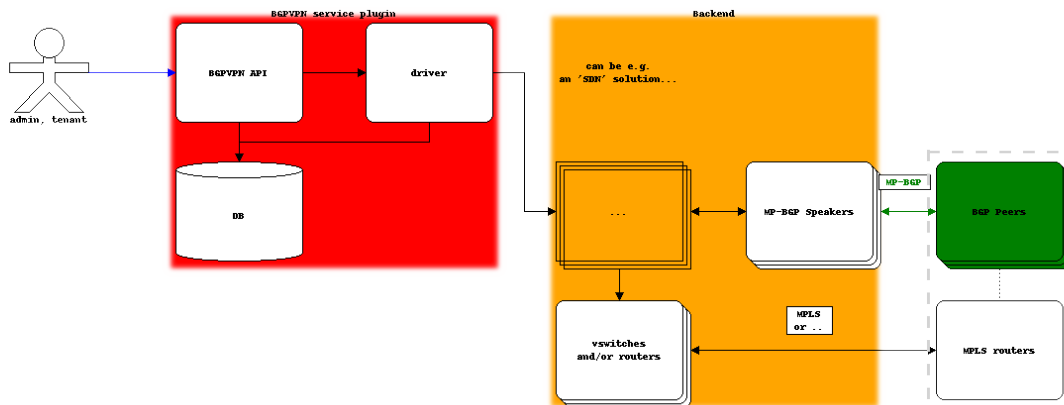 BGPVPN service plugin
Backend
BGPVPN API
driver
can be e.g.
an 'SDN' solution...
admin, tenant
MP-BGP
DB
...
MP-BGP Speakers
BGP Peers
MPLS
or ..
vswitches
and/or routers
MPLS routers